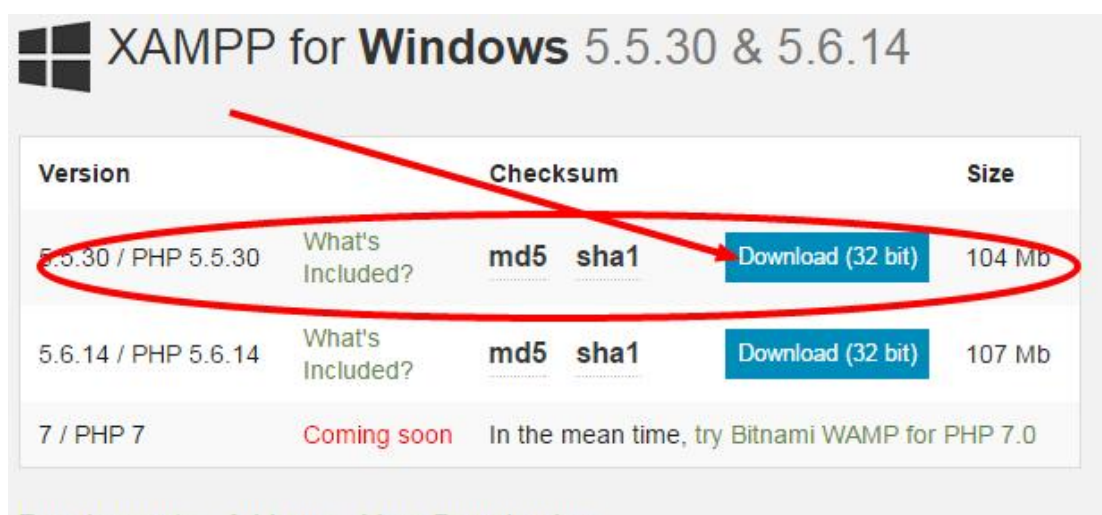 XAMPP for Windows 5.5.30 & 5.6.14
Version Checksum Size
5.5.30 / PHP 5.5.30 What's Included? md5 sha1 Download (32 bit) 104 Mb
5.6.14 / PHP 5.6.14 What's Included? md5 sha1 Download (32 bit) 107 Mb
7 / PHP 7 Coming soon In the mean time, try Bitnami WAMP for PHP 7.0